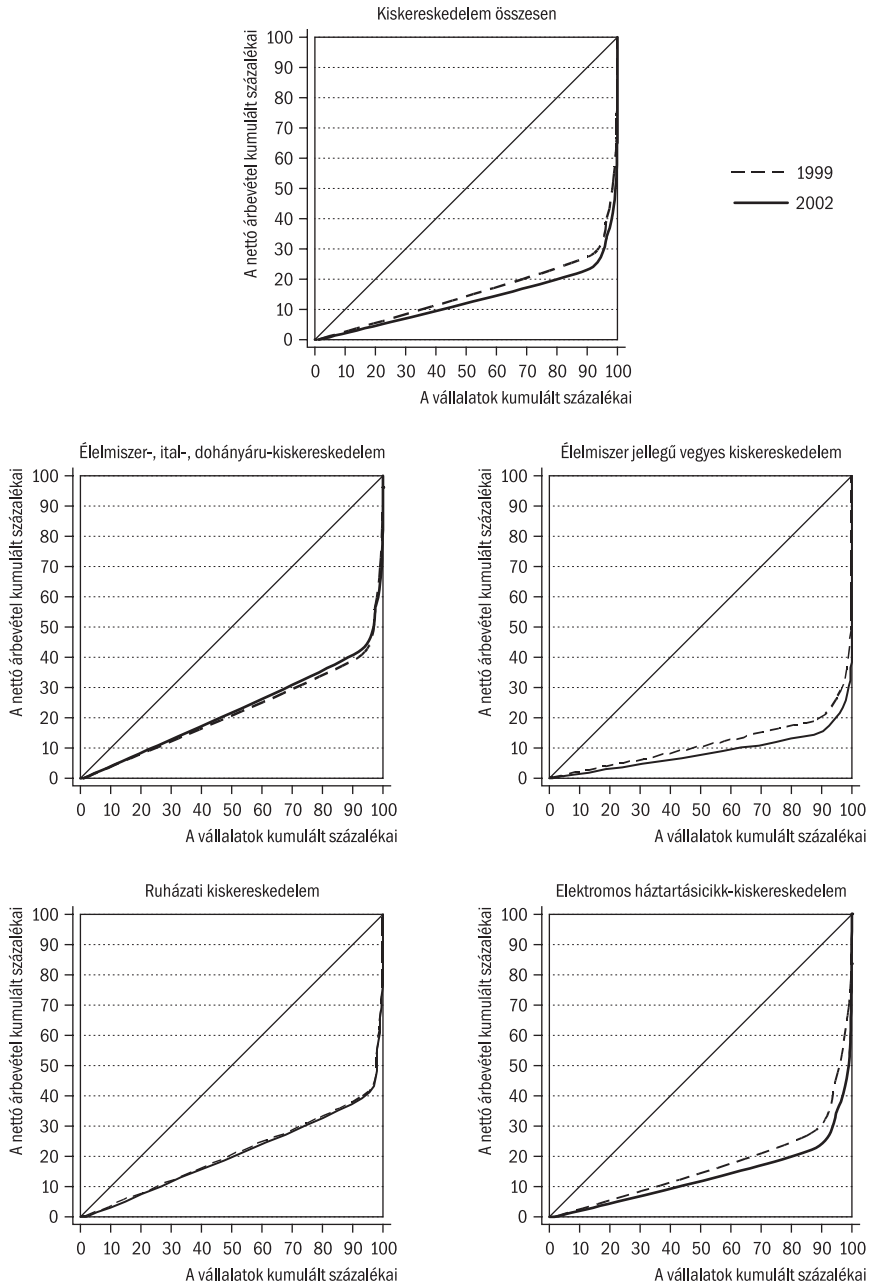 Kiskereskedelem összesen
A nettó árbevétel kumulált százalékai
100
90
80
70
60
50
40
30
20
10
0
0 10 20 30 40 50 60 70 80 90 100
A vállalatok kumulált százalékai
1999
2002
Élelmiszer-, ital-, dohányáru-kiskereskedelem
A nettó árbevétel kumulált százalékai
100
90
80
70
60
50
40
30
20
10
0
0 10 20 30 40 50 60 70 80 90 100
A vállalatok kumulált százalékai
Élelmiszer jellegű vegyes kiskereskedelem
A nettó árbevétel kumulált százalékai
100
90
80
70
60
50
40
30
20
10
0
0 10 20 30 40 50 60 70 80 90 100
A vállalatok kumulált százalékai
Ruházati kiskereskedelem
A nettó árbevétel kumulált százalékai
100
90
80
70
60
50
40
30
20
10
0
0 10 20 30 40 50 60 70 80 90 100
A vállalatok kumulált százalékai
Elektromos háztartásicikk-kiskereskedelem
A nettó árbevétel kumulált százalékai
100
90
80
70
60
50
40
30
20
10
0
0 10 20 30 40 50 60 70 80 90 100
A vállalatok kumulált százalékai